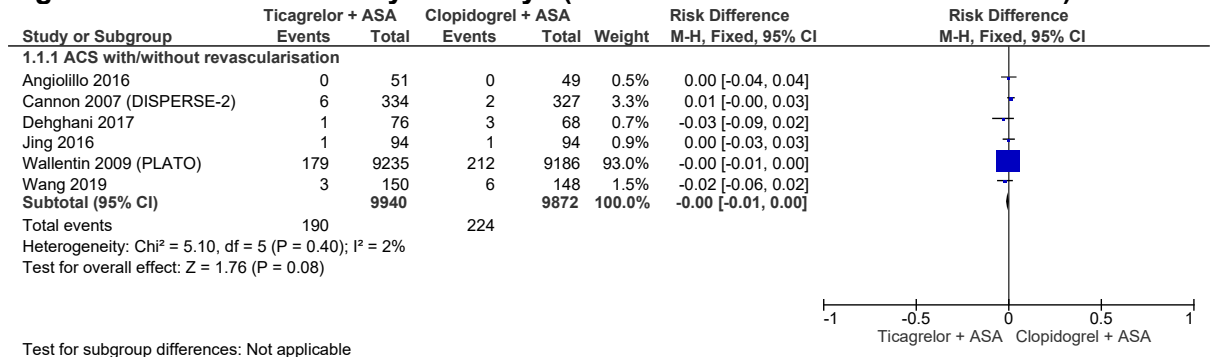 Ticagrelor + ASA Clopidogrel + ASA Risk Difference Risk Difference
Study or Subgroup Events Total Events Total Weight M-H, Fixed, 95% CI M-H, Fixed, 95% CI
1.1.1 ACS with/without revascularisation
Angiolillo 2016 0 51 0 49 0.5% 0.00 [-0.04, 0.04]
Cannon 2007 (DISPERSE-2) 6 334 2 327 3.3% 0.01 [-0.00, 0.03]
Dehghani 2017 1 76 3 68 0.7% -0.03 [-0.09, 0.02]
Jing 2016 1 94 1 94 0.9% 0.00 [-0.03, 0.03]
Wallentin 2009 (PLATO) 179 9235 212 9186 93.0% -0.00 [-0.01, 0.00]
Wang 2019 3 150 6 148 1.5% -0.02 [-0.06, 0.02]
Subtotal (95% CI) 9940 9872 100.0% -0.00 [-0.01, 0.00]
Total events 190 224
Heterogeneity: Chi² = 5.10, df = 5 (P = 0.40); I² = 2%
Test for overall effect: Z = 1.76 (P = 0.08)
-1 -0.5 0 0.5 1
Ticagrelor + ASA Clopidogrel + ASA
Test for subgroup differences: Not applicable